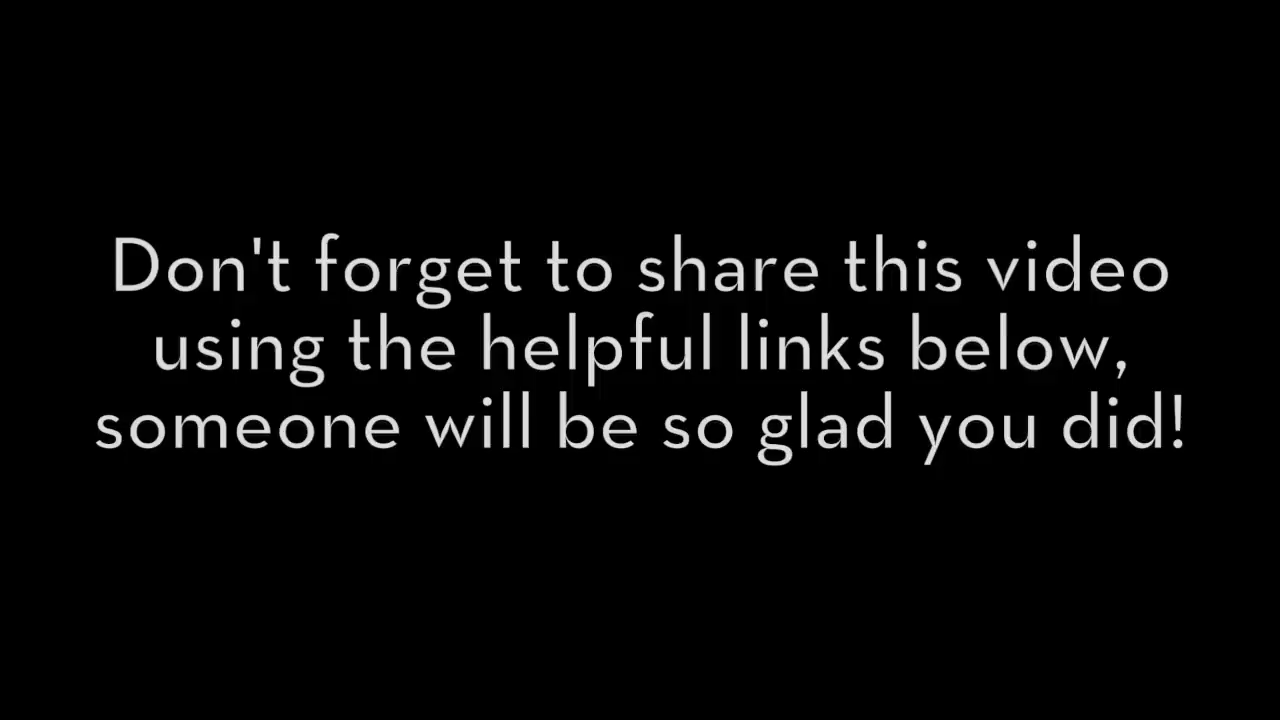 Don't forget to share this video
using the helpful links below,
someone will be so glad you did!